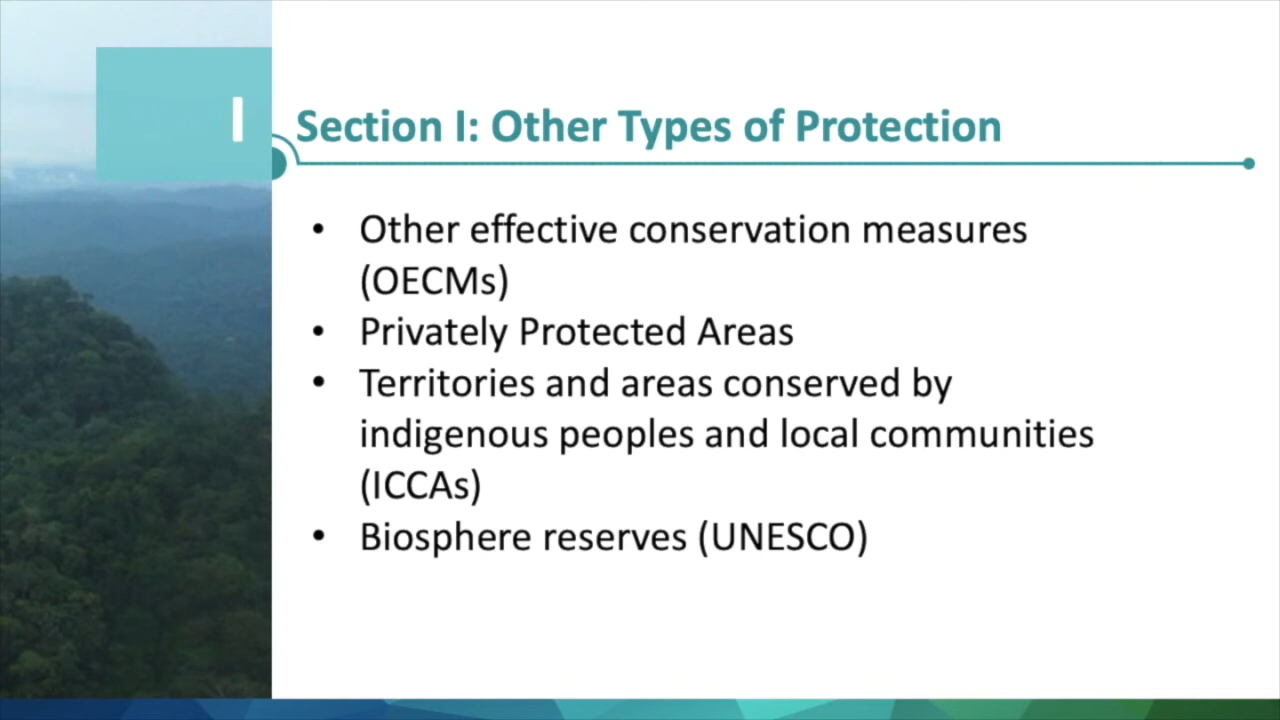 I
Section I: Other Types of Protection
• Other effective conservation measures
(OECMs)
• Privately Protected Areas
• Territories and areas conserved by
indigenous peoples and local communities
(ICCAs)
• Biosphere reserves (UNESCO)